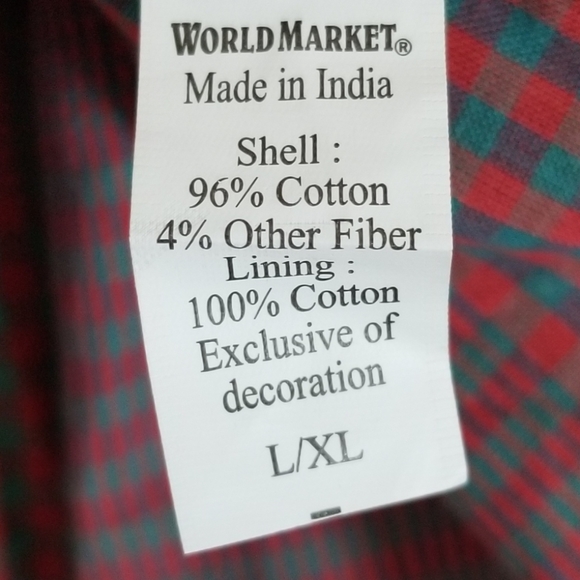 WORLD MARKET®
Made in India
Shell :
96% Cotton
4% Other Fiber
Lining :
100% Cotton
Exclusive of
decoration
L/XL